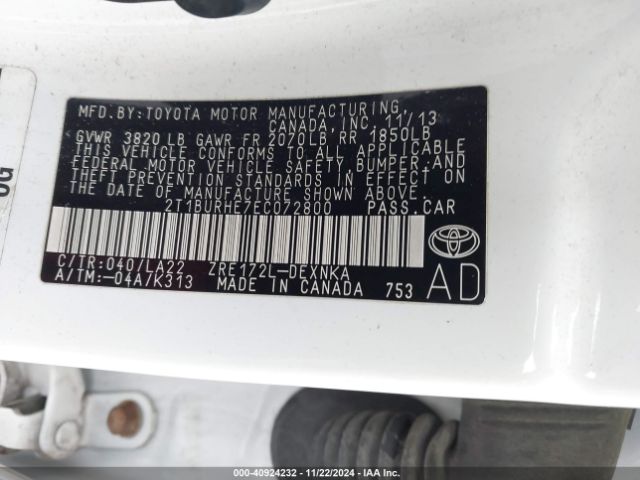 MFD.BY:TOYOTA MOTOR MANUFACTURING
CANADA,INC. 11/13
GVWR 3820 LB GAWR FR 2070LB RR 1850LB
THIS VEHICLE CONFORMS TO ALL APPLICABLE
FEDERAL MOTOR VEHICLE SAFETY, BUMPER,AND
THEFT PREVENTION STANDARDS IN EFFECT ON
THE DATE OF MANUFACTURE SHOWN ABOVE.
2T1BURHE7EC072800 PASS.CAR
C/TR:040/LA22 ZRE172L-DEXNKA
A/TM:-04A/K313 MADE IN CANADA 753
AD
000-40924232 - 11/22/2024 - IAA Inc.